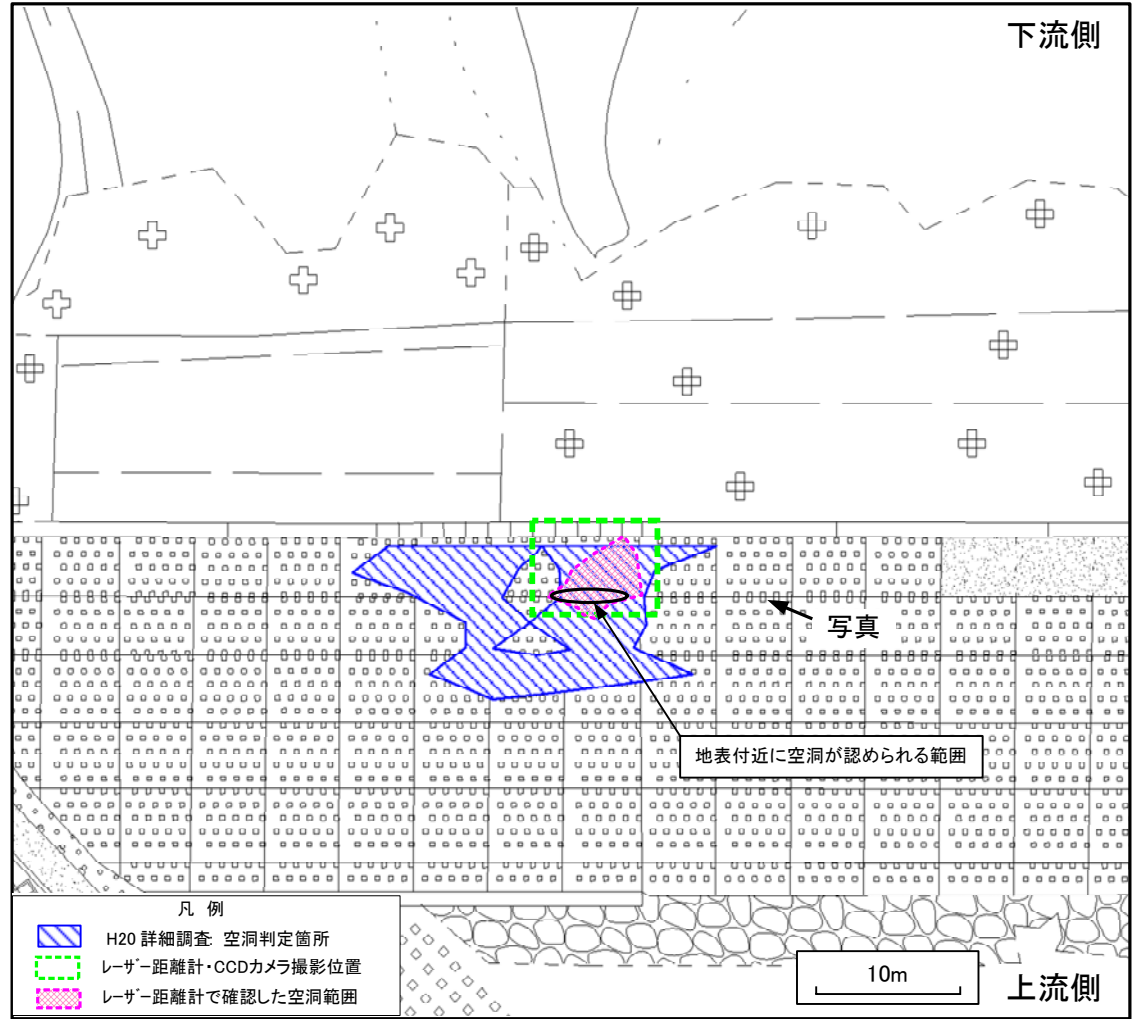 下流側
写真
地表付近に空洞が認められる範囲
凡 例
H20 詳細調査: 空洞判定箇所
レーザー距離計・CCDカメラ撮影位置
レーザー距離計で確認した空洞範囲
10m
上流側